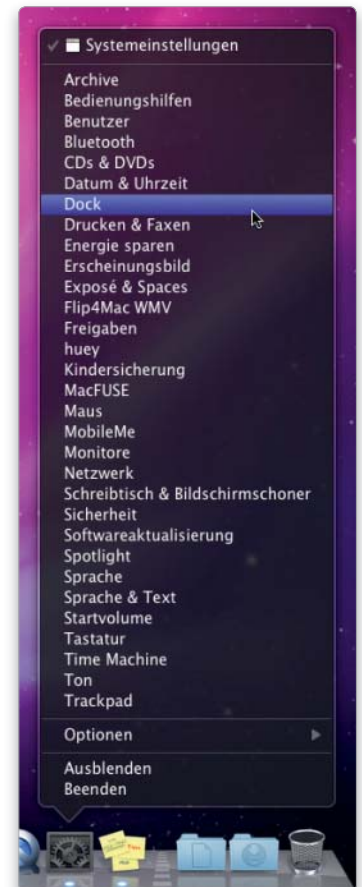 Systemeinstellungen
Archive
Bedienungshilfen
Benutzer
Bluetooth
CDs & DVDs
Datum & Uhrzeit
Dock
Drucken & Faxen
Energie sparen
Erscheinungsbild
Exposé & Spaces
Flip4Mac WMV
Freigaben
huey
Kindersicherung
MacFUSE
Maus
MobileMe
Monitore
Netzwerk
Schreibtisch & Bildschirmschoner
Sicherheit
Softwareaktualisierung
Spotlight
Sprache
Sprache & Text
Startvolume
Tastatur
Time Machine
Ton
Trackpad
Optionen
Ausblenden
Beenden